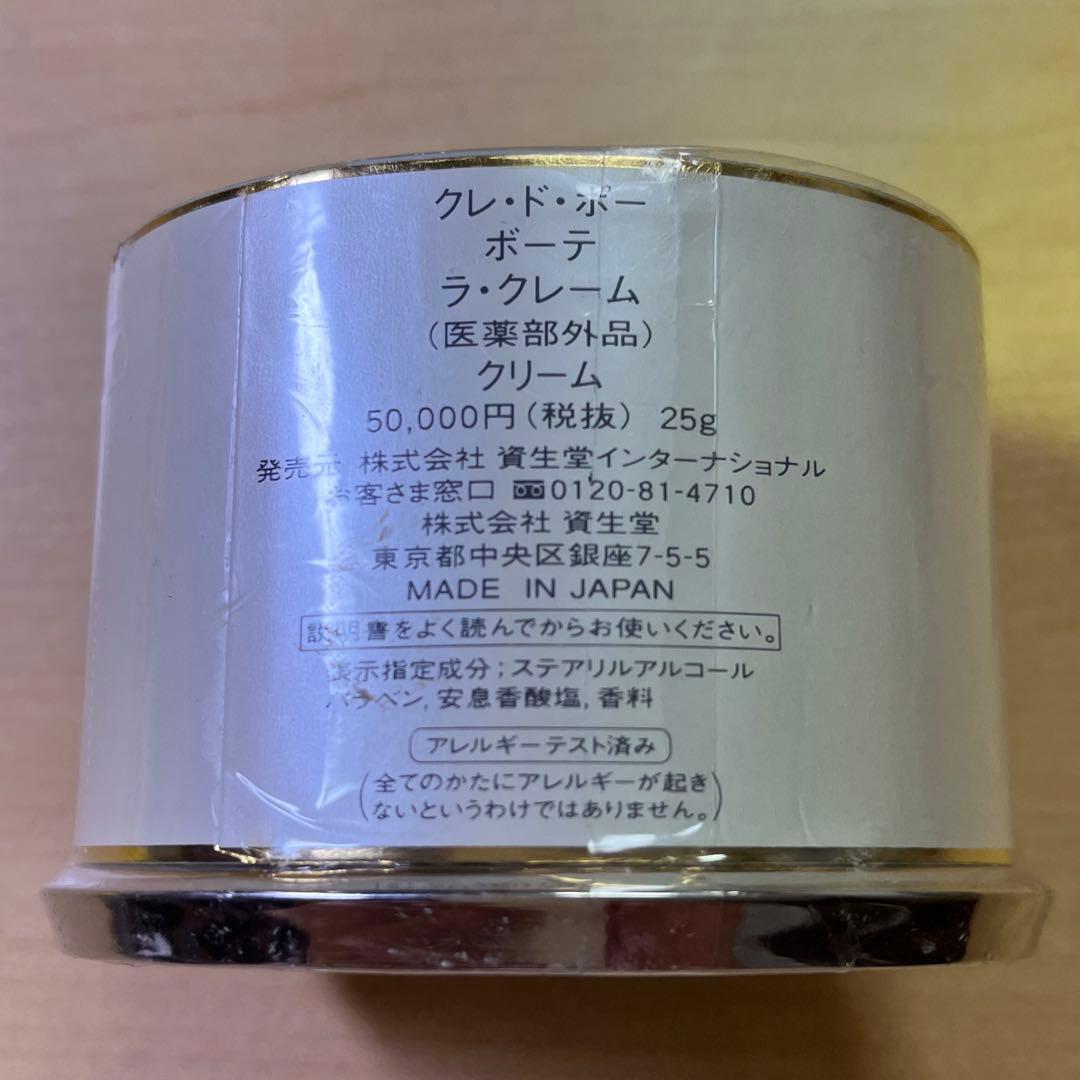 クレ・ド・ポー
ボーテ
ラ・クレーム
(医薬部外品)
クリーム
50,000円(税抜) 25g
発売元 株式会社 資生堂インターナショナル
お客さま窓口 0120-81-4710
株式会社 資生堂
東京都中央区銀座7-5-5
MADE IN JAPAN
説明書をよく読んでからお使いください。
表示指定成分;ステアリルアルコール
パラベン,安息香酸塩,香料
アレルギーテスト済み
(全てのかたにアレルギーが起き
ないというわけではありません。)